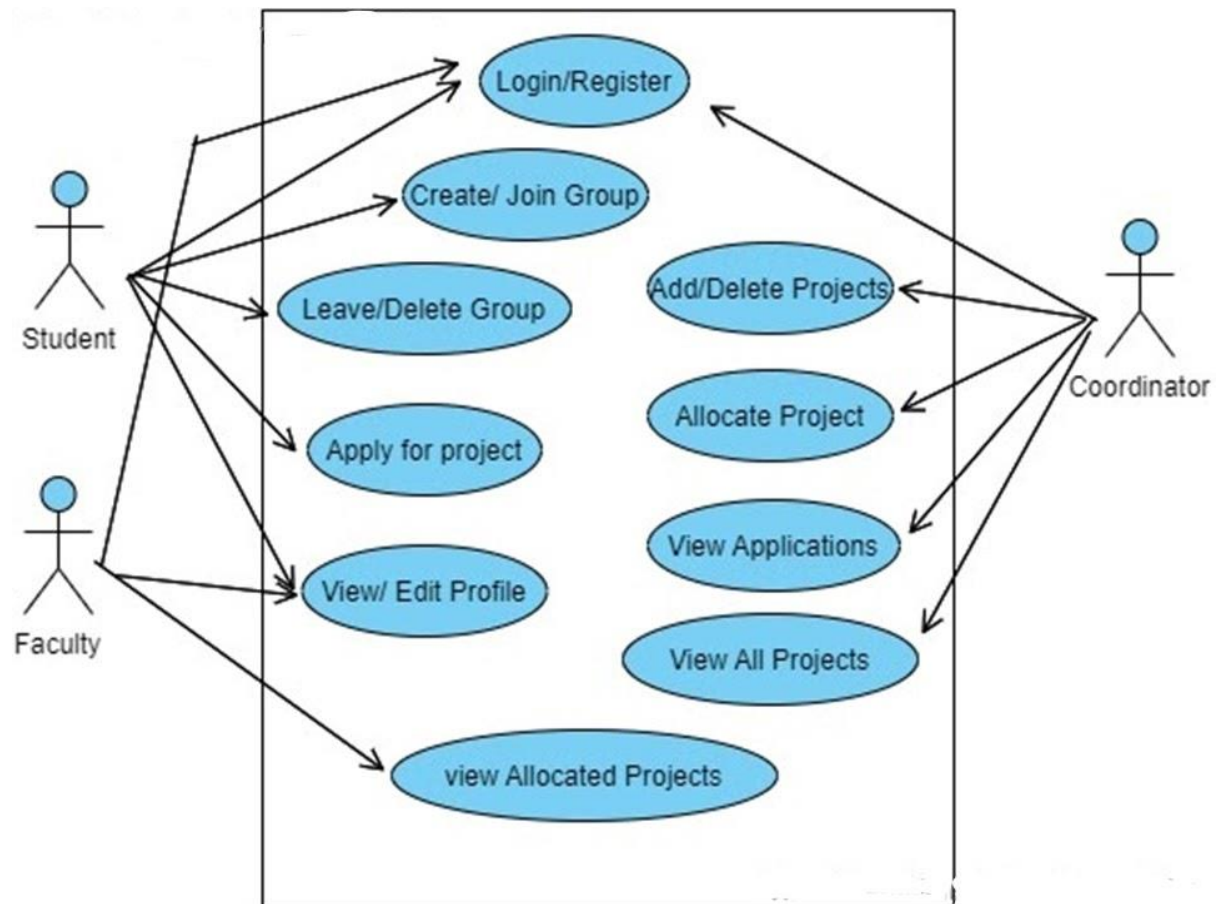 Login/Register
Create/ Join Group
Add/Delete Projects
Leave/Delete Group
Student
Coordinator
Allocate Project
Apply for project
View Applications
View/ Edit Profile
Faculty
View All Projects
view Allocated Projects